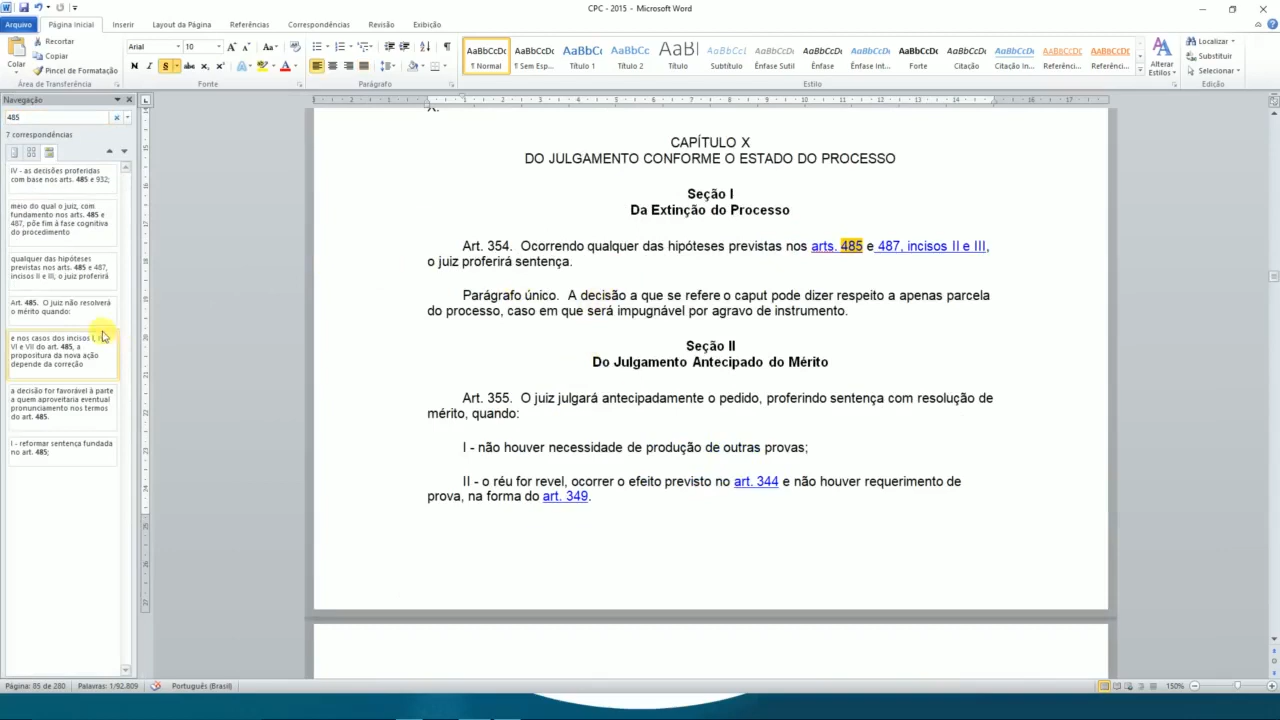 CPC - 2015 - Microsoft Word
Arquivo Página Inicial Inserir Layout da Página Referências Correspondências Revisão Exibição
Colar
Recortar
Copiar
Pincel de Formatação
Área de Transferência
Arial 10
N I S
Fonte
Parágrafo
AaBbCcDc AaBbCcDc AaBbC AaBbCc AaBl AaBbCcl AaBbCcDc AaBbCcDc AaBbCcDc AaBbCcDc AaBbCcDc AaBbCcDc AaBbCcDc AaBbCcDc
¶ Normal ¶ Sem Esp... Título 1 Título 2 Título Subtítulo Ênfase Sutil Ênfase Ênfase Int... Forte Citação Citação In... Referênci... Referênci...
Estilo
Alterar
Estilos
Localizar
Substituir
Selecionar
Edição
Navegação
485
7 correspondências
IV - as decisões proferidas
com base nos arts. 485 e 932;
meio do qual o juiz, com
fundamento nos arts. 485 e
487, põe fim à fase cognitiva
do procedimento
qualquer das hipóteses
previstas nos arts. 485 e 487,
incisos II e III, o juiz proferirá
Art. 485. O juiz não resolverá
o mérito quando:
e nos casos dos incisos I,
VI e VII do art. 485, a
propositura da nova ação
depende da correção
a decisão for favorável à parte
a quem aproveitaria eventual
pronunciamento nos termos
do art. 485.
I - reformar sentença fundada
no art. 485;
CAPÍTULO X
DO JULGAMENTO CONFORME O ESTADO DO PROCESSO
Seção I
Da Extinção do Processo
Art. 354. Ocorrendo qualquer das hipóteses previstas nos arts. 485 e 487, incisos II e III,
o juiz proferirá sentença.
Parágrafo único. A decisão a que se refere o caput pode dizer respeito a apenas parcela
do processo, caso em que será impugnável por agravo de instrumento.
Seção II
Do Julgamento Antecipado do Mérito
Art. 355. O juiz julgará antecipadamente o pedido, proferindo sentença com resolução de
mérito, quando:
I - não houver necessidade de produção de outras provas;
II - o réu for revel, ocorrer o efeito previsto no art. 344 e não houver requerimento de
prova, na forma do art. 349.
Página: 85 de 280 Palavras: 1/92.809 Português (Brasil) 150%